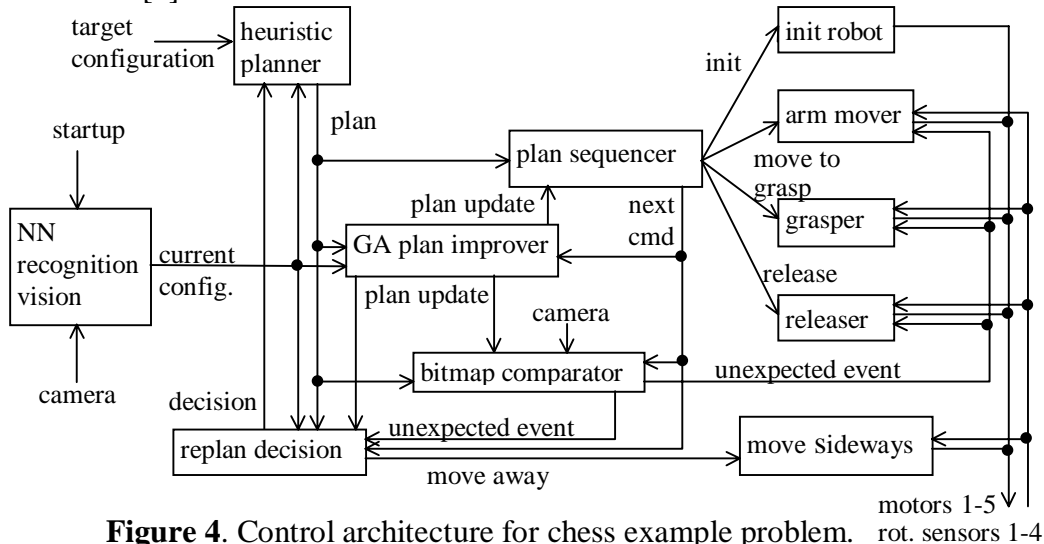 target
configuration
heuristic
planner
init robot
init
startup
plan
arm mover
plan sequencer
move to
grasp
plan update
next
cmd
grasper
NN
recognition
vision
current
config.
GA plan improver
plan update
release
camera
releaser
bitmap comparator
unexpected event
camera
decision
unexpected event
replan decision
move sideways
move away
motors 1-5
rot. sensors 1-4
Figure 4. Control architecture for chess example problem.